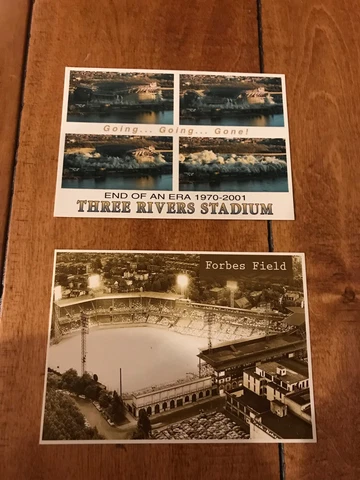 Going... Going... Gone!
END OF AN ERA 1970-2001
THREE RIVERS STADIUM
Forbes Field